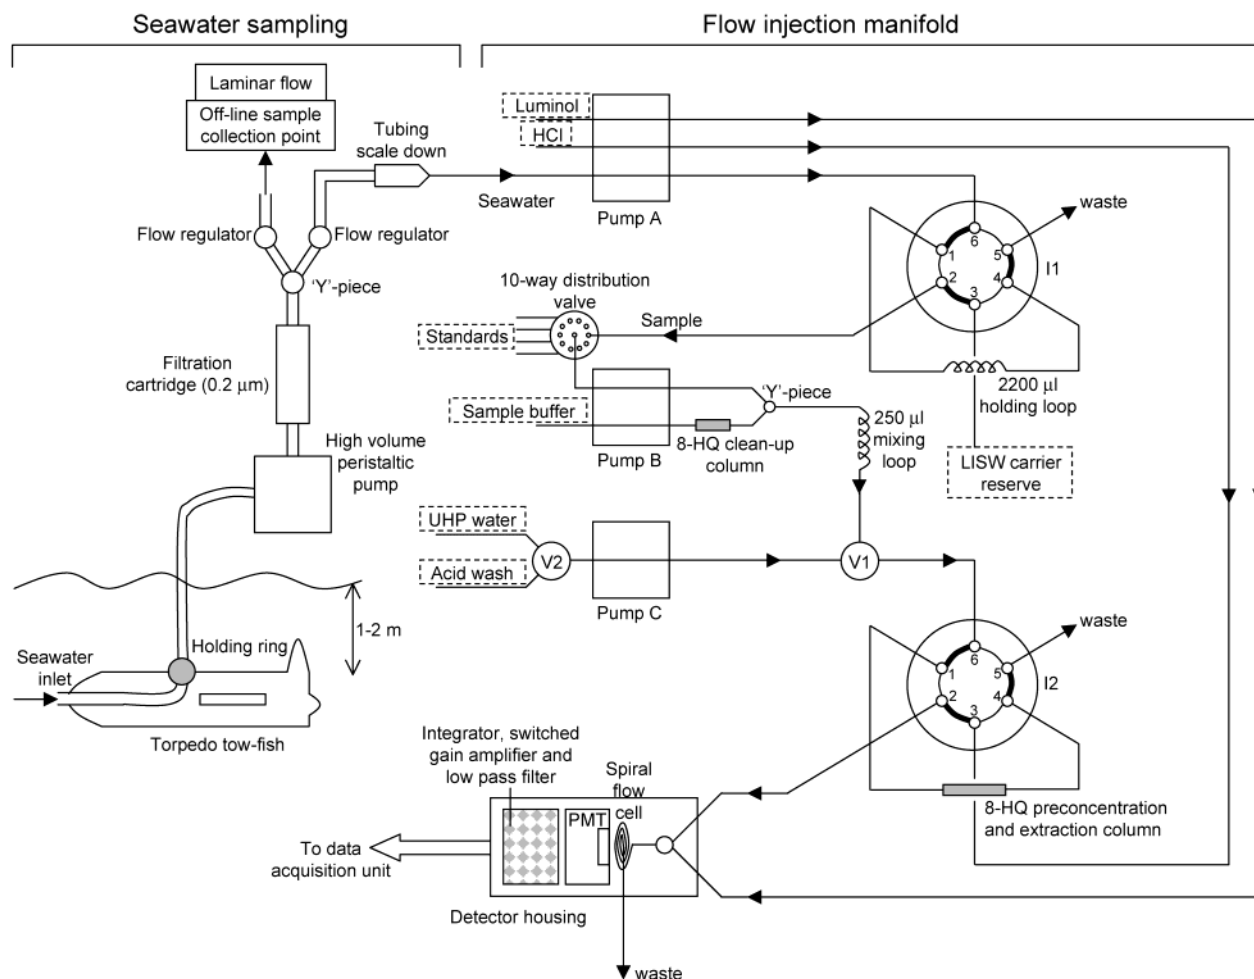 Seawater sampling
Flow injection manifold
Laminar flow
Off-line sample
collection point
Tubing
scale down
Flow regulator
Flow regulator
'Y'-piece
Filtration
cartridge (0.2 µm)
High volume
peristaltic
pump
1-2 m
Holding ring
Seawater
inlet
Torpedo tow-fish
Luminol
HCl
Seawater
Pump A
waste
6
1
5
2
4
3
I1
10-way distribution
valve
Sample
Standards
2200 µl
holding loop
'Y'-piece
Sample buffer
250 µl
mixing
loop
Pump B
8-HQ clean-up
column
LISW carrier
reserve
UHP water
V2
V1
Acid wash
Pump C
waste
6
1
5
2
4
3
I2
8-HQ preconcentration
and extraction column
Integrator, switched
gain amplifier and
low pass filter
Spiral
flow
cell
PMT
To data
acquisition unit
Detector housing
waste